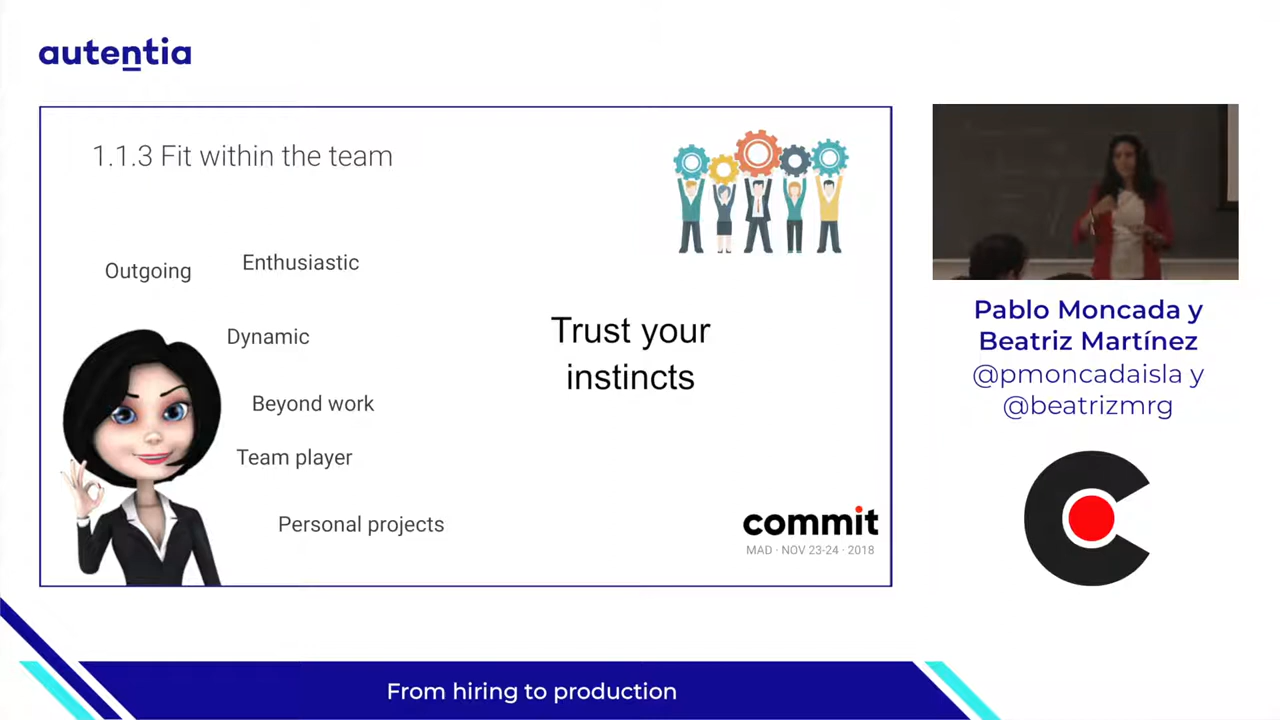 autentia
1.1.3 Fit within the team
Outgoing
Enthusiastic
Dynamic
Beyond work
Team player
Personal projects
Trust your
instincts
commit
MAD · NOV 23-24 · 2018
Pablo Moncada y
Beatriz Martínez
@pmoncadaisla y
@beatrizmrg
From hiring to production